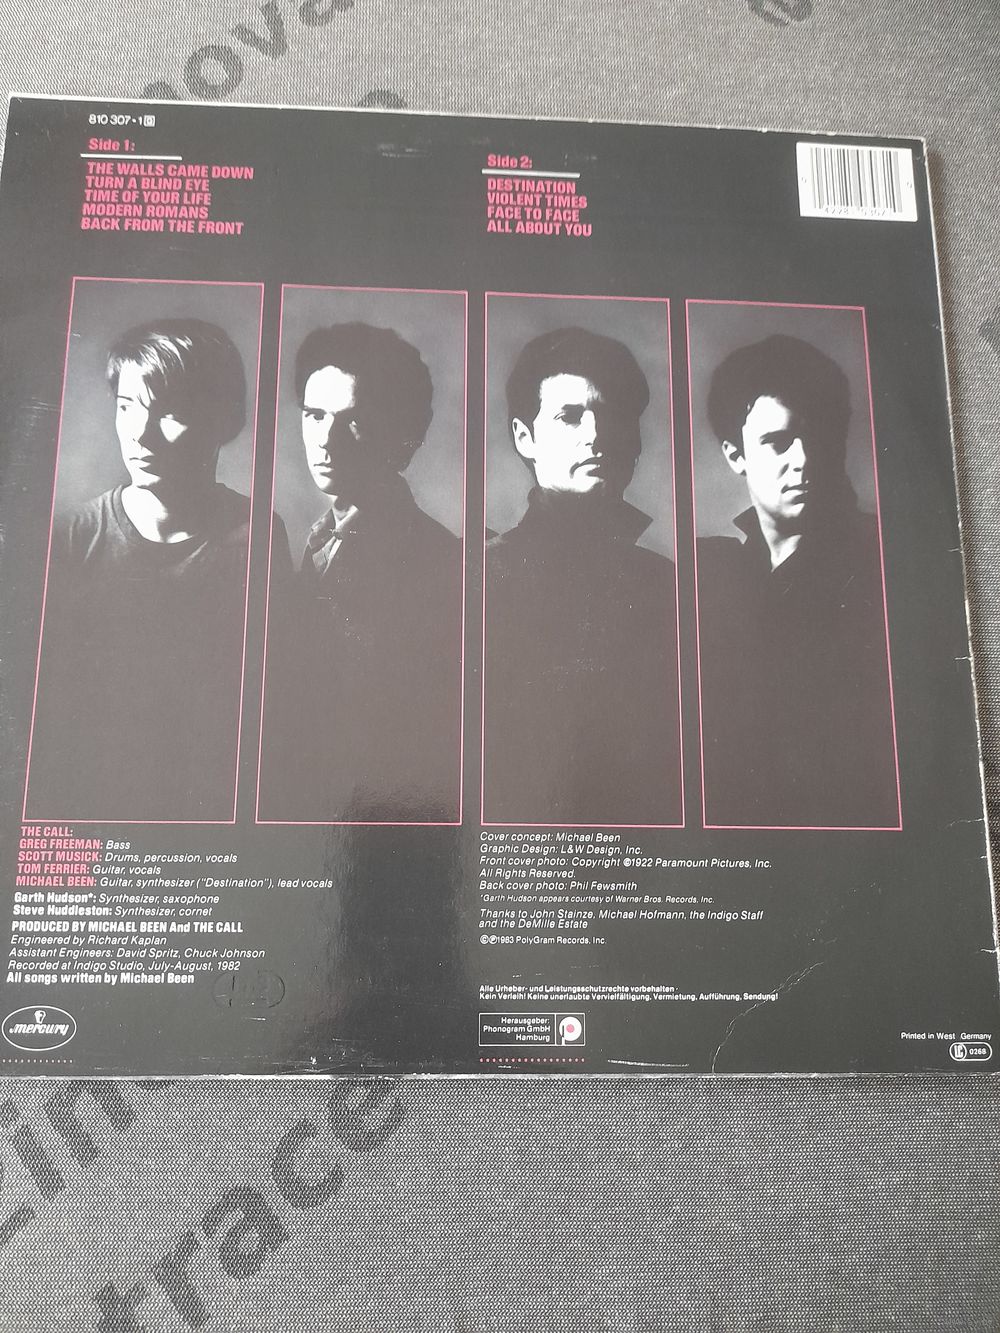 nova
810 307-1
Side 1:
THE WALLS CAME DOWN
TURN A BLIND EYE
TIME OF YOUR LIFE
MODERN ROMANS
BACK FROM THE FRONT
Side 2:
DESTINATION
VIOLENT TIMES
FACE TO FACE
ALL ABOUT YOU
THE CALL:
GREG FREEMAN: Bass
SCOTT MUSICK: Drums, percussion, vocals
TOM FERRIER: Guitar, vocals
MICHAEL BEEN: Guitar, synthesizer ("Destination"), lead vocals
Garth Hudson*: Synthesizer, saxophone
Steve Huddleston: Synthesizer, cornet
PRODUCED BY MICHAEL BEEN And THE CALL
Engineered by Richard Kaplan
Assistant Engineers: David Spritz, Chuck Johnson
Recorded at Indigo Studio, July-August, 1982
All songs written by Michael Been
mercury
Cover concept: Michael Been
Graphic Design: L&W Design, Inc.
Front cover photo: Copyright ©1922 Paramount Pictures, Inc.
All Rights Reserved.
Back cover photo: Phil Fewsmith
*Garth Hudson appears courtesy of Warner Bros. Records, Inc.
Thanks to John Stainze, Michael Hofmann, the Indigo Staff
and the DeMille Estate
©℗1983 PolyGram Records, Inc.
Alle Urheber- und Leistungsschutzrechte vorbehalten ·
Kein Verleih! Keine unerlaubte Vervielfältigung, Vermietung, Aufführung, Sendung!
Herausgeber:
Phonogram GmbH
Hamburg
Printed in West Germany
LC 0268
trace